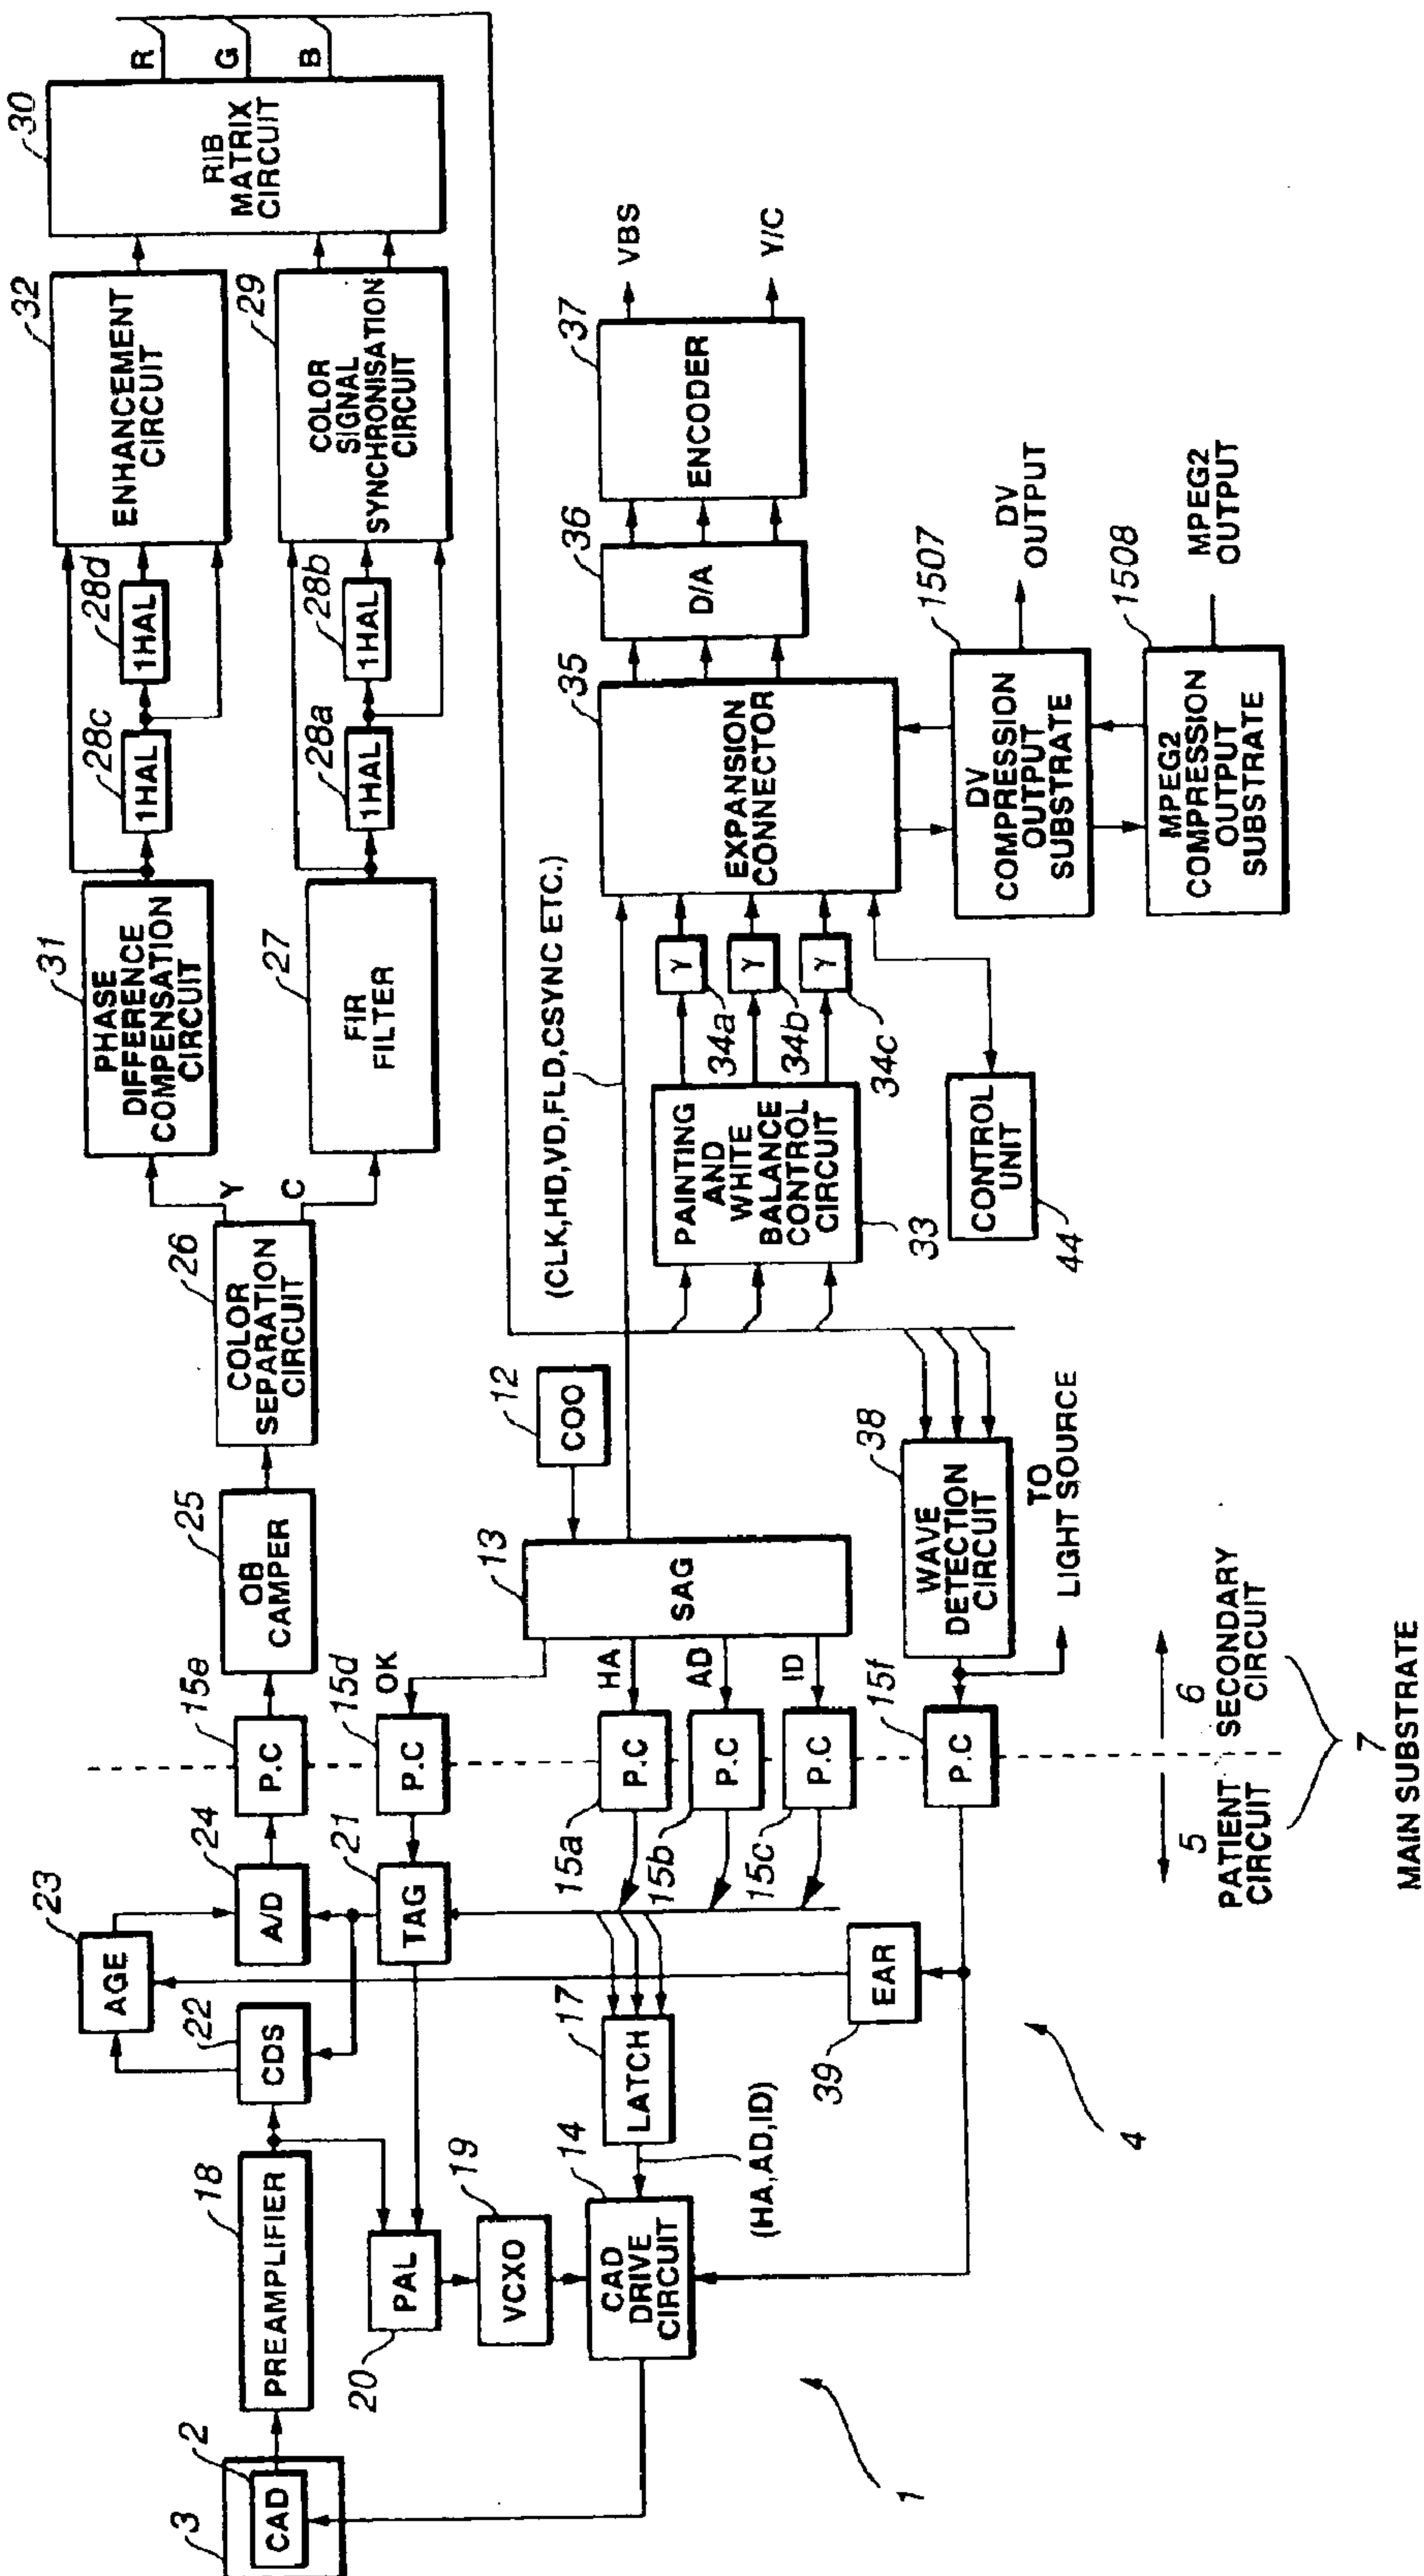 3
2
CAD
18
PREAMPLIFIER
22
CDS
23
AGE
24
A/D
15e
P.C
25
OB
CAMPER
26
COLOR
SEPARATION
CIRCUIT
Y
C
31
PHASE
DIFFERENCE
COMPENSATION
CIRCUIT
27
FIR
FILTER
28c
1HAL
28d
1HAL
28a
1HAL
28b
1HAL
32
ENHANCEMENT
CIRCUIT
29
COLOR
SIGNAL
SYNCHRONISATION
CIRCUIT
30
RIB
MATRIX
CIRCUIT
R
G
B
20
PAL
19
VCXO
14
CAD
DRIVE
CIRCUIT
(HA,AD,ID)
17
LATCH
21
TAG
15d
P.C
OK
15a
P.C
HA
15b
P.C
AD
15c
P.C
ID
13
SAG
12
COO
(CLK,HD,VD,FLD,CSYNC ETC.)
39
EAR
15f
P.C
38
WAVE
DETECTION
CIRCUIT
TO
LIGHT SOURCE
33
PAINTING
AND
WHITE
BALANCE
CONTROL
CIRCUIT
34a
γ
34b
γ
34c
γ
44
CONTROL
UNIT
35
EXPANSION
CONNECTOR
36
D/A
37
ENCODER
VBS
Y/C
1507
DV
COMPRESSION
OUTPUT
SUBSTRATE
DV
OUTPUT
1508
MPEG2
COMPRESSION
OUTPUT
SUBSTRATE
MPEG2
OUTPUT
1
4
5
PATIENT
CIRCUIT
6
SECONDARY
CIRCUIT
7
MAIN SUBSTRATE